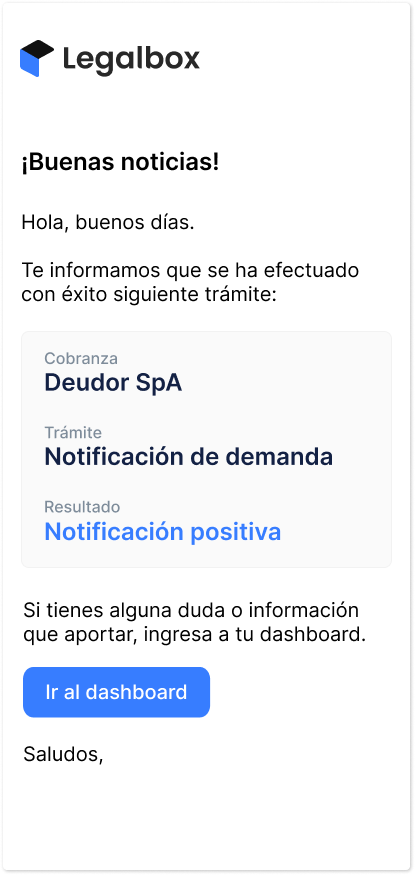 Legalbox
¡Buenas noticias!
Hola, buenos días.
Te informamos que se ha efectuado
con éxito siguiente trámite:
Cobranza
Deudor SpA
Trámite
Notificación de demanda
Resultado
Notificación positiva
Si tienes alguna duda o información
que aportar, ingresa a tu dashboard.
Ir al dashboard
Saludos,